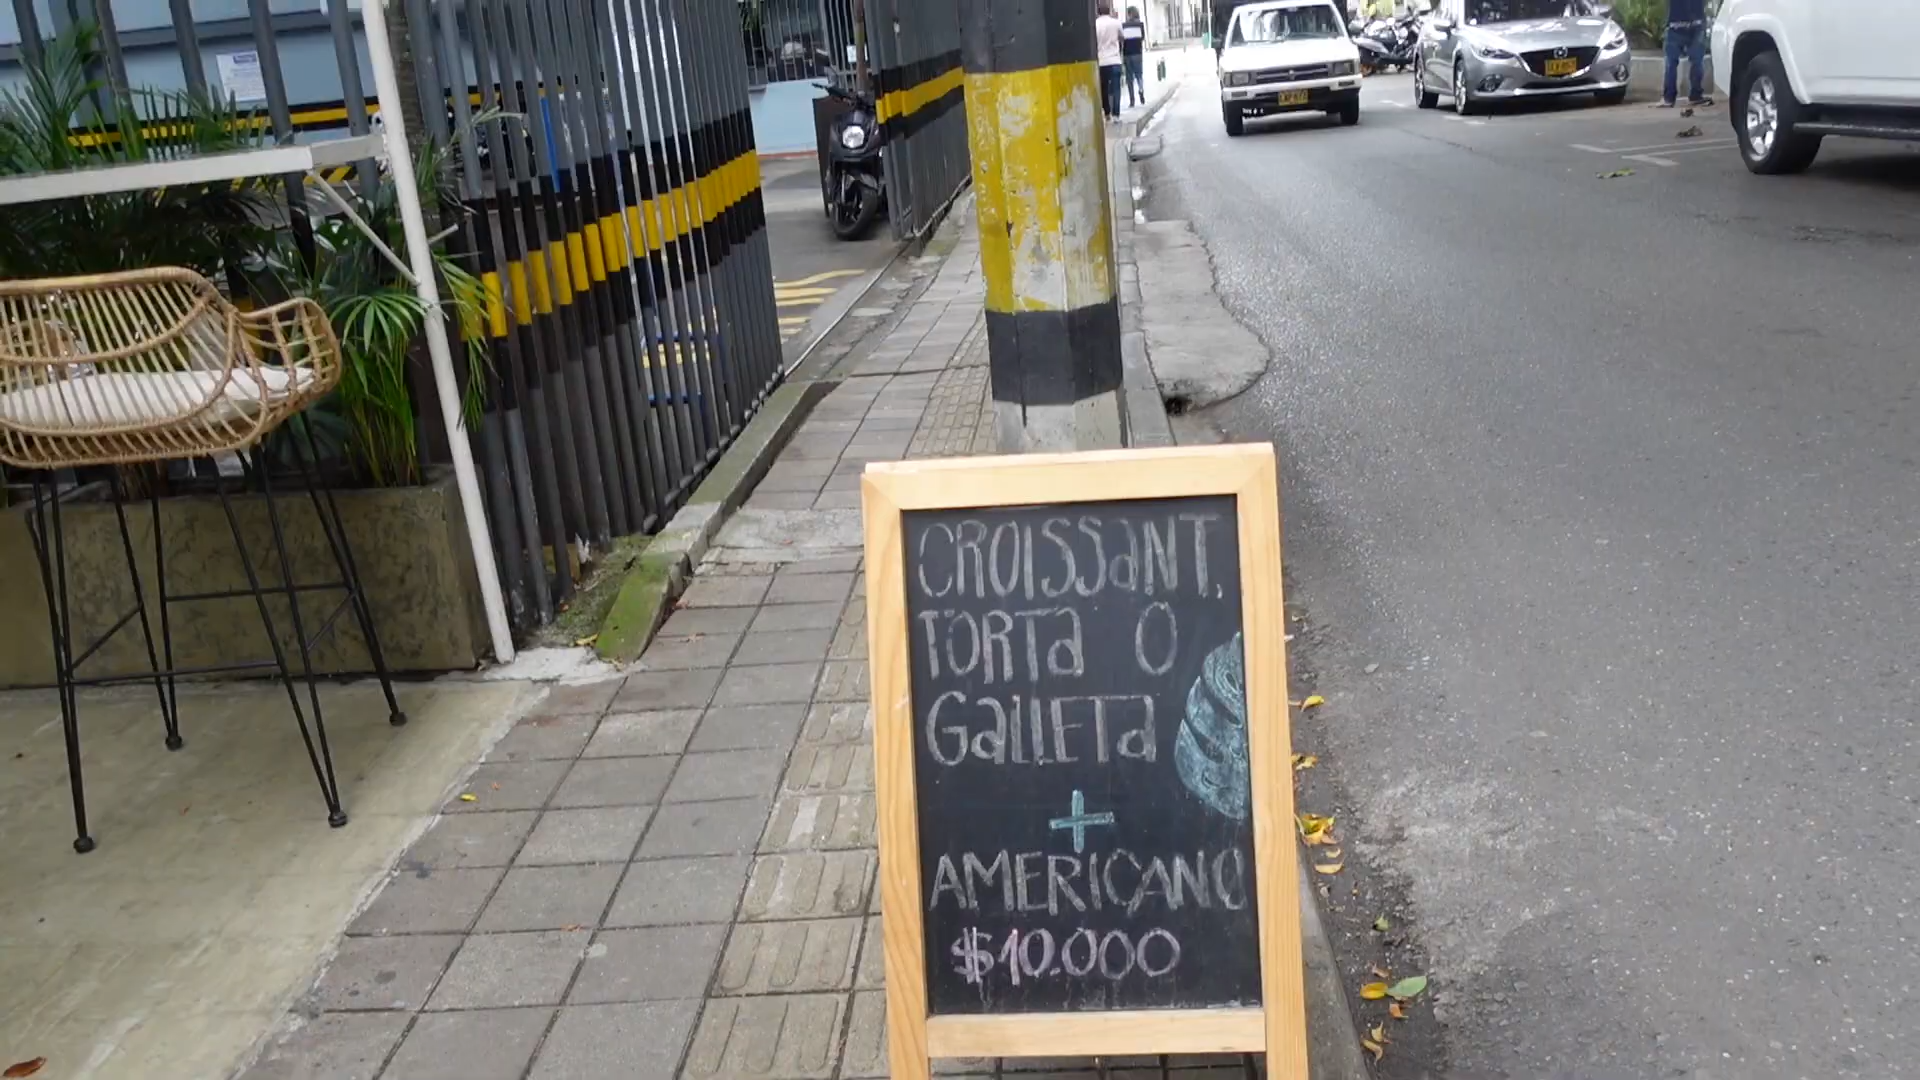 CROISSaNT,
TORTa O
GaLLETa
+
AMERICANO
$10.000